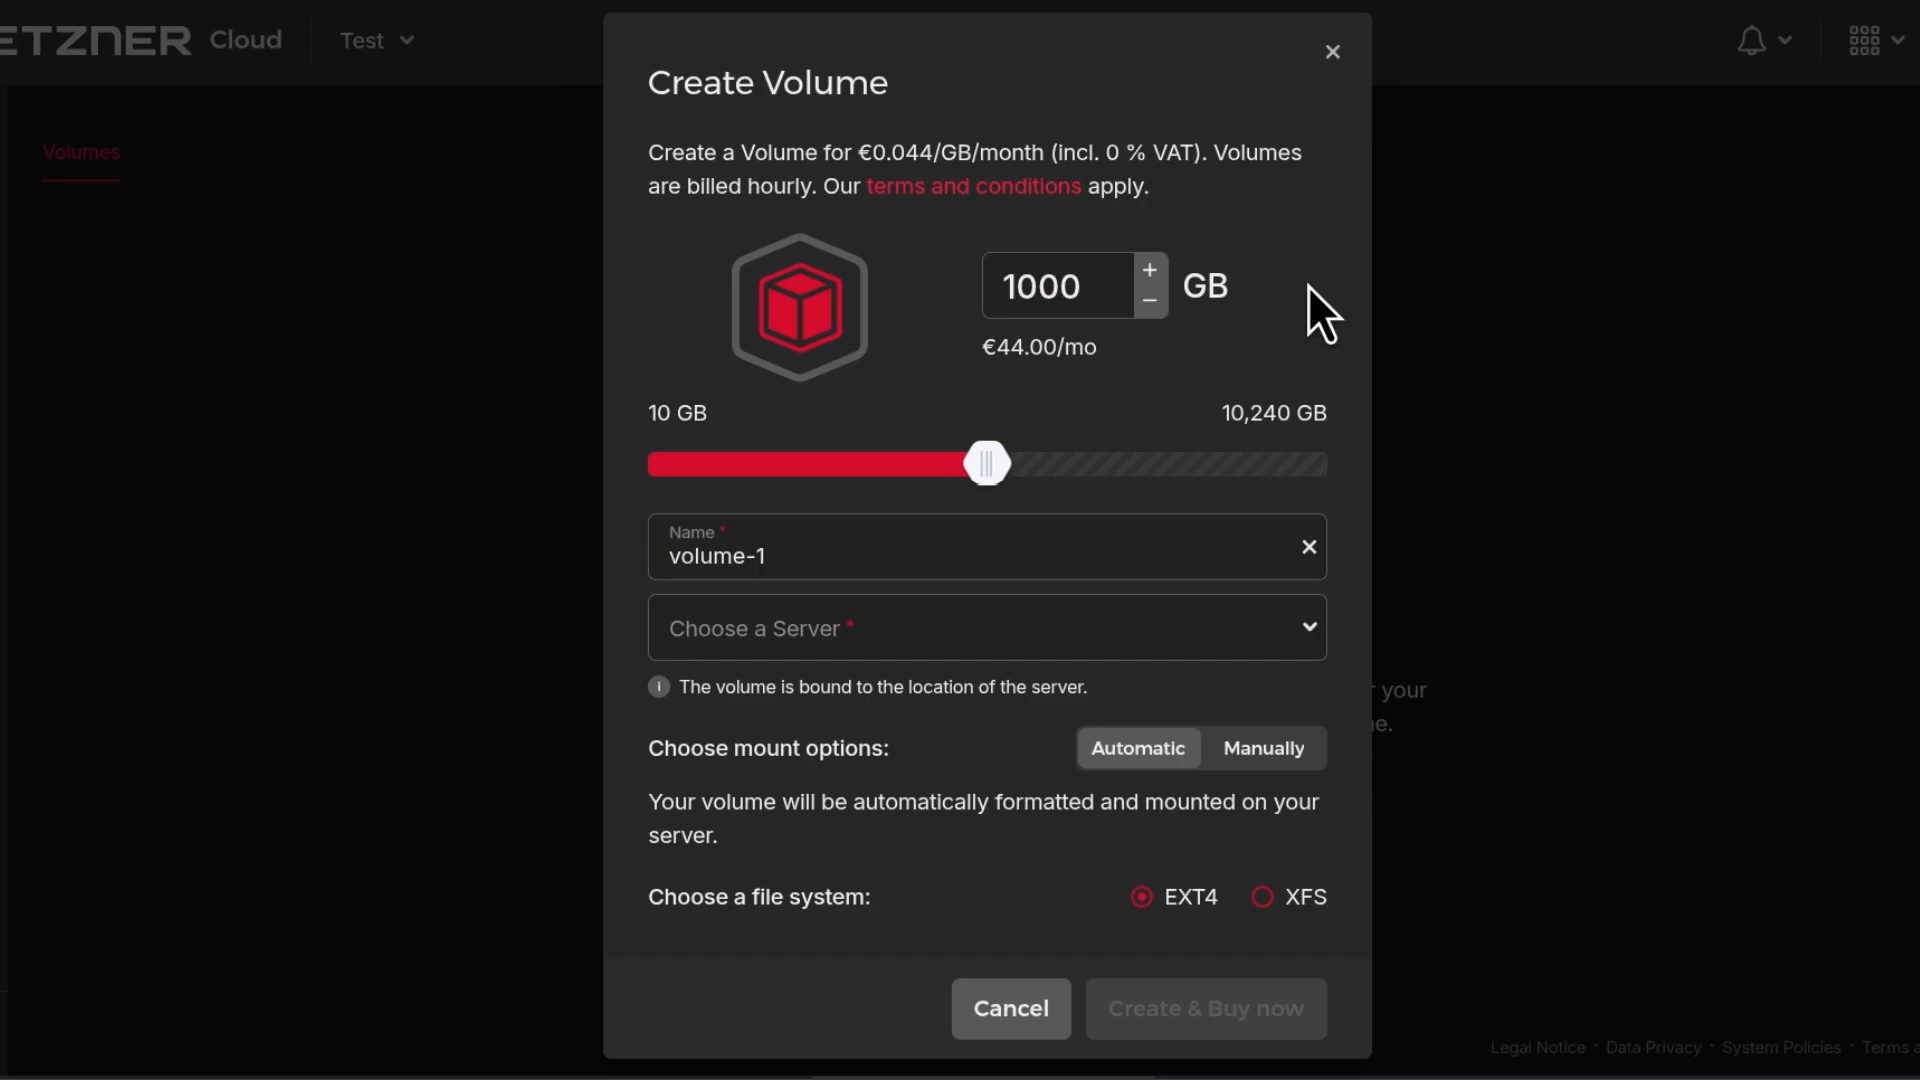 ETZNER Cloud
Test
Create Volume
Volumes
Create a Volume for €0.044/GB/month (incl. 0 % VAT). Volumes
are billed hourly. Our terms and conditions apply.
1000 GB
€44.00/mo
10 GB 10,240 GB
Name *
volume-1
Choose a Server *
The volume is bound to the location of the server.
your
Choose mount options: Automatic Manually
Your volume will be automatically formatted and mounted on your
server.
Choose a file system: EXT4 XFS
Cancel Create & Buy now
Legal Notice · Data Privacy · System Policies · Terms